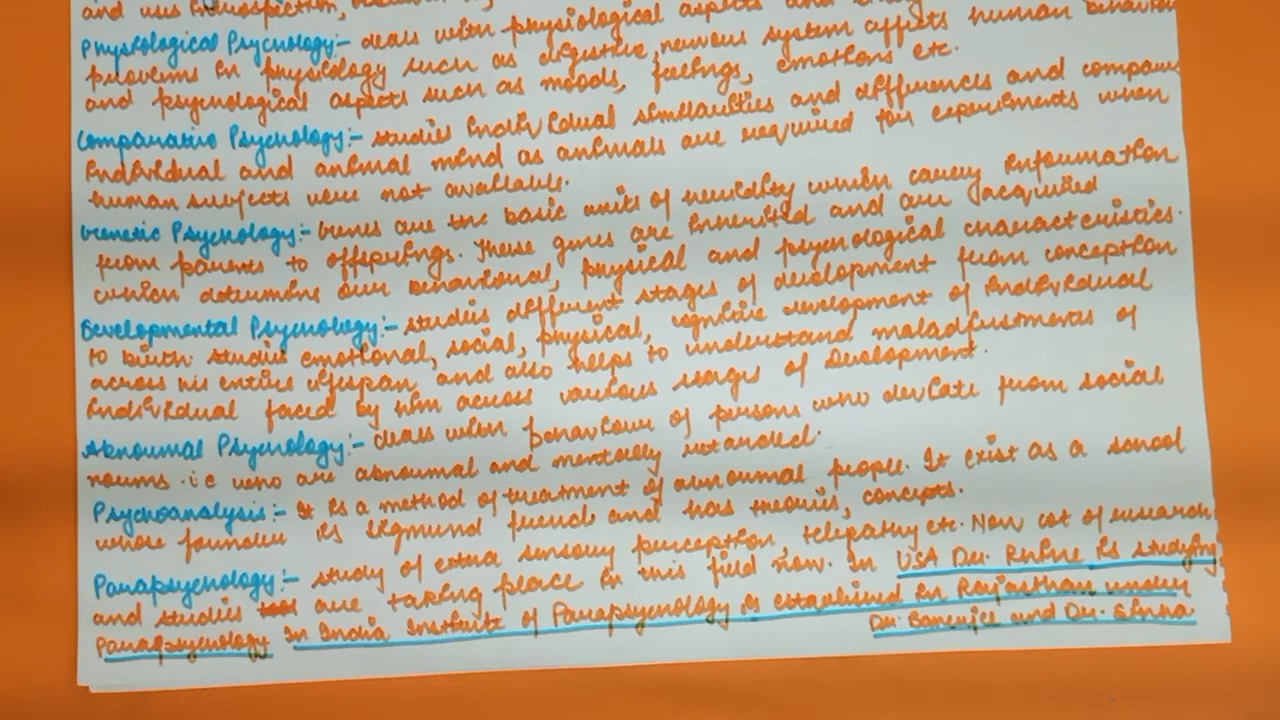 and uses introspection,
Physiological Psychology:- deals with physiological aspects and
problems in physiology such as digestive, nervous system affects human behaviour
and psychological aspects such as moods, feelings, emotions etc.
Comparative Psychology:- studies individual similarities and differences and compares
individual and animal mind as animals are required for experiments when
human subjects were not available.
Genetic Psychology:- Genes are the basic units of heredity which carry information
from parents to offsprings. These genes are inherited and are acquired
which determine our behavioural, physical and psychological characteristics.
Developmental Psychology:- studies different stages of development from conception
to birth studies emotional, social, physical, cognitive development of individual
across his entire lifespan and also helps to understand maladjustments of
individual faced by him across various stages of Development.
Abnormal Psychology:- deals with behaviour of persons who deviate from social
norms. i.e who are abnormal and mentally retarded.
Psychoanalysis:- It is a method of treatment of abnormal people. It exist as a school
whose founder is Sigmund freud and has theories, concepts.
Parapsychology:- study of extra sensory perception, telepathy etc. Now lot of research
and studies are taking place in this field now. In USA Dr. Rhine is studying
Parapsychology In India Institute of Parapsychology is established in Rajasthan under
Dr. Banerjee and Dr. Sinha